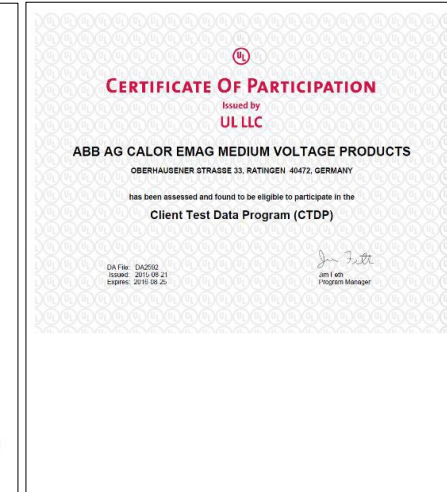 UL
CERTIFICATE OF PARTICIPATION
Issued by
UL LLC
ABB AG CALOR EMAG MEDIUM VOLTAGE PRODUCTS
OBERHAUSENER STRASSE 33, RATINGEN 40472, GERMANY
has been assessed and found to be eligible to participate in the
Client Test Data Program (CTDP)
DA File: DA2502
Issued: 2015-08-21
Expires: 2016-08-25
Jim Feth
Program Manager